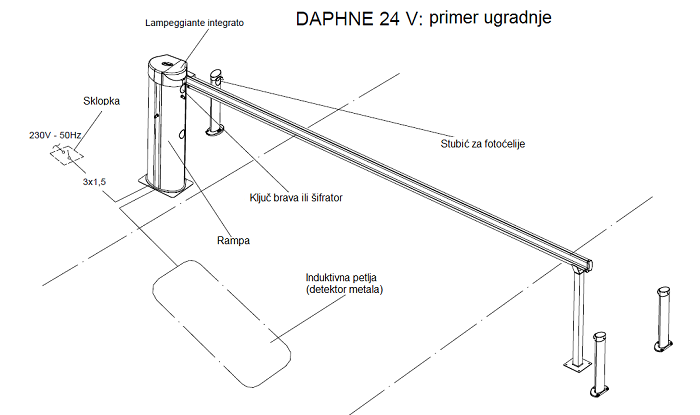 DAPHNE 24 V: primer ugradnje
Lampeggiante integrato
Sklopka
230V - 50Hz
3x1,5
Stubić za fotoćelije
Ključ brava ili šifrator
Rampa
Induktivna petlja
(detektor metala)